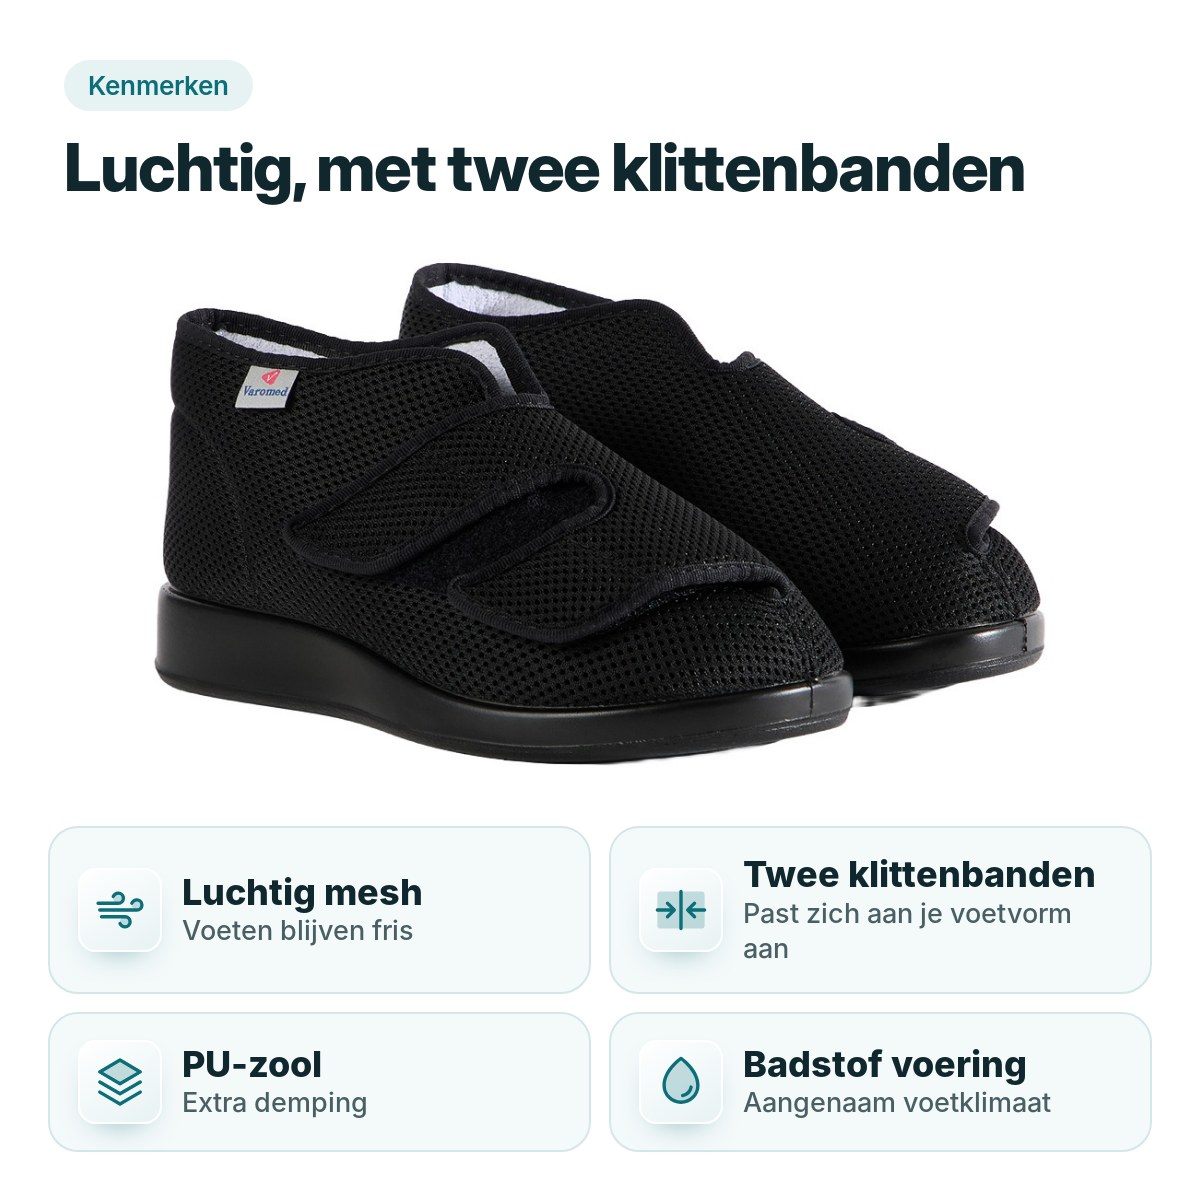 Kenmerken
Luchtig, met twee klittenbanden
Varomed
Luchtig mesh
Voeten blijven fris
Twee klittenbanden
Past zich aan je voetvorm
aan
PU-zool
Extra demping
Badstof voering
Aangenaam voetklimaat